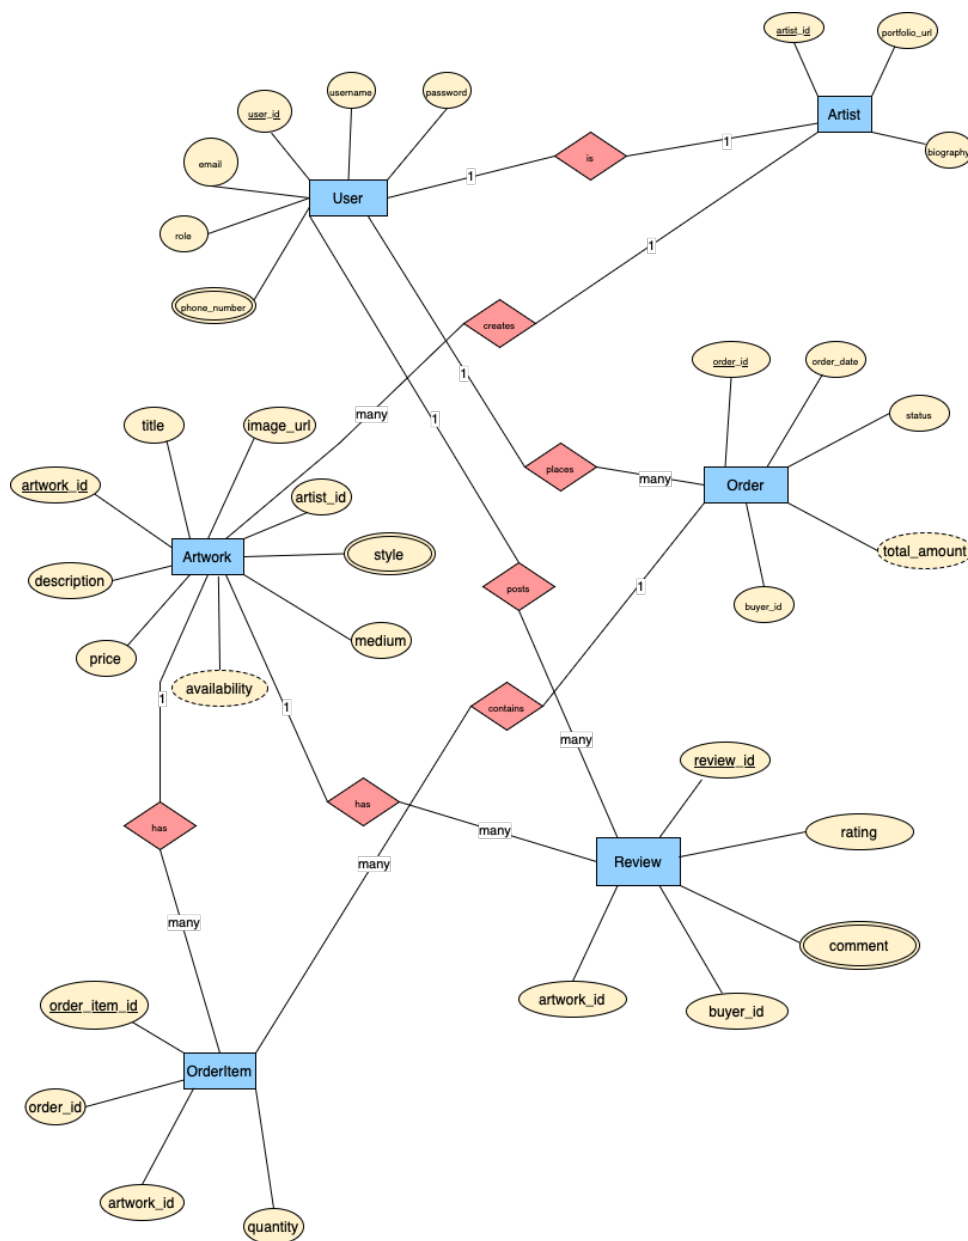 artist_id
portfolio_url
username
password
user_id
Artist
email
is
1
1
biography
User
1
role
phone_number
creates
order_id
order_date
1
many
1
status
title
image_url
places
many
Order
artwork_id
artist_id
Artwork
style
total_amount
description
posts
1
buyer_id
price
medium
availability
1
1
contains
many
review_id
has
has
many
many
rating
Review
many
comment
order_item_id
artwork_id
buyer_id
OrderItem
order_id
artwork_id
quantity